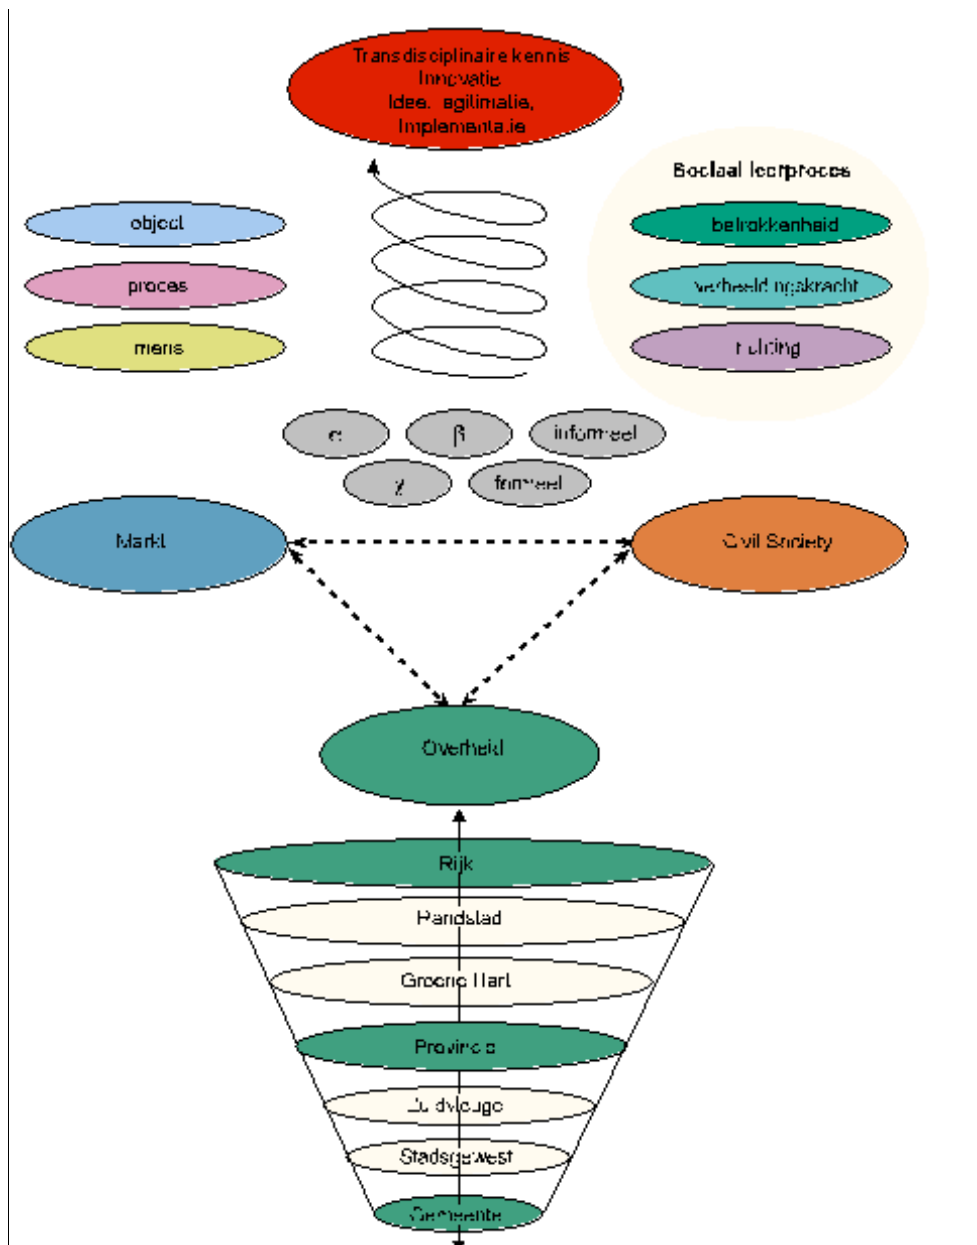 Transdisciplinaire kennis
Innovatie
Idee, legitimatie,
Implementatie
Sociaal leerproces
object
betrokkenheid
proces
verbeeldingskracht
mens
richting
α
β
informeel
γ
formeel
Markt
Civil Society
Overheid
Rijk
Randstad
Groene Hart
Provincie
Zuidvleugel
Stadsgewest
Gemeente